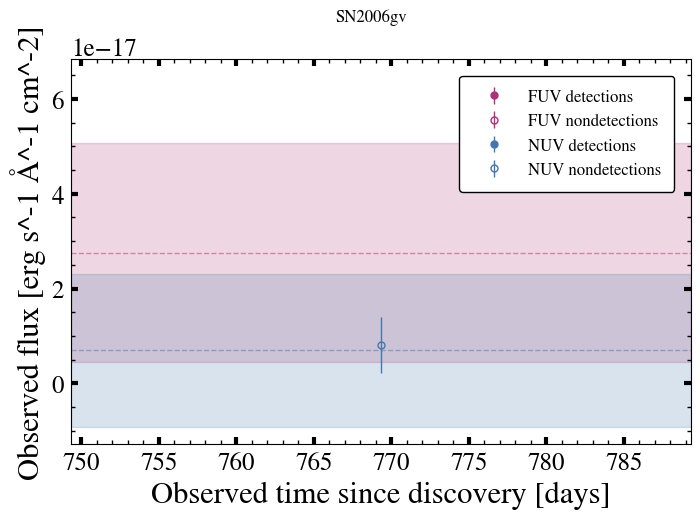 SN2006gv
1e−17
FUV detections
FUV nondetections
NUV detections
NUV nondetections
6
4
2
0
Observed flux [erg s^-1 Å^-1 cm^-2]
750 755 760 765 770 775 780 785
Observed time since discovery [days]